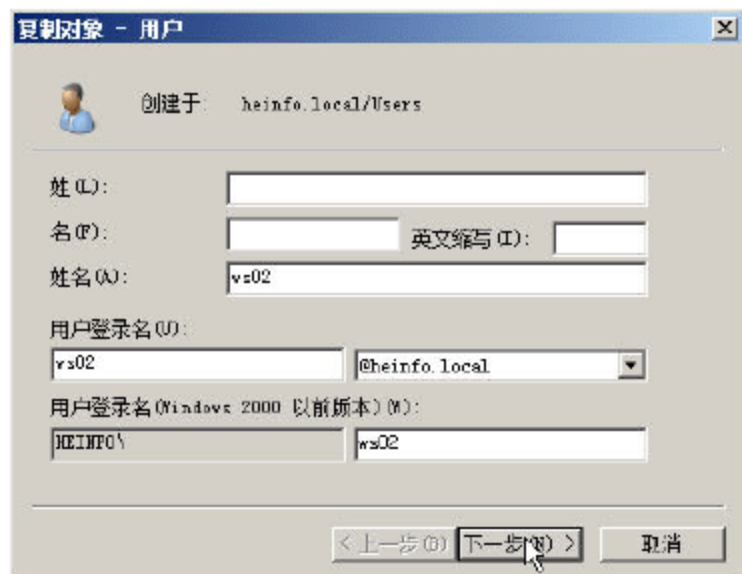 复制对象 - 用户
创建于: heinfo.local/Users
姓(L):
名(F): 英文缩写(I):
姓名(A): ws02
用户登录名(U):
ws02 @heinfo.local
用户登录名(Windows 2000 以前版本)(W):
HEINFO\ ws02
< 上一步(B) 下一步(N) > 取消